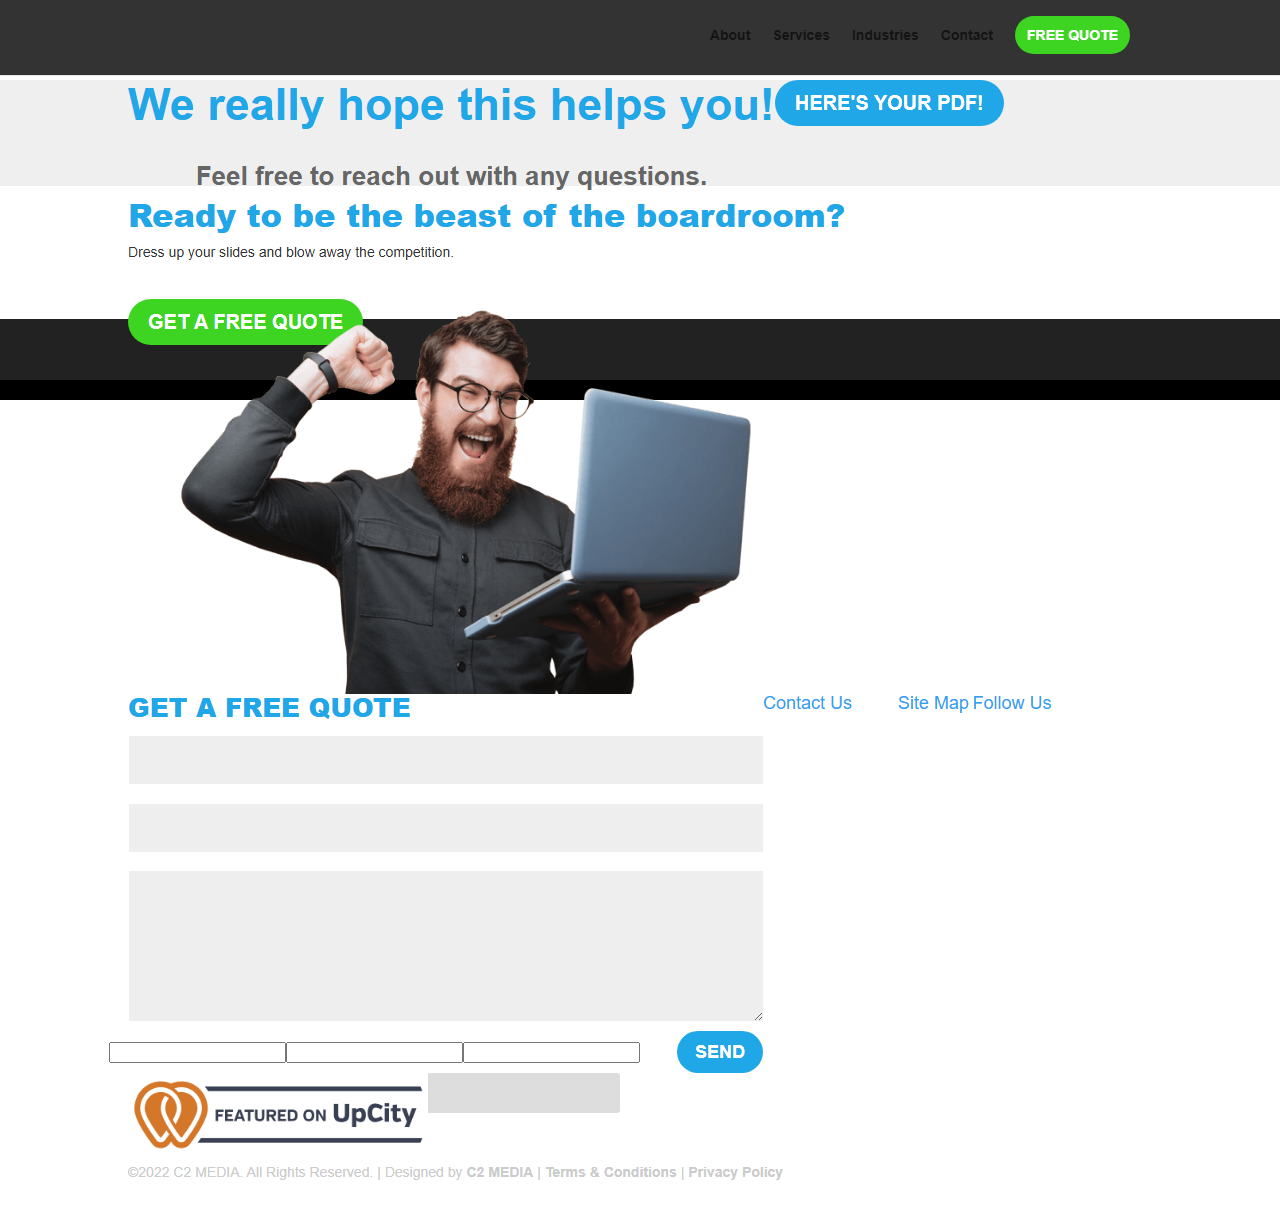 About Services Industries Contact FREE QUOTE
We really hope this helps you! HERE'S YOUR PDF!
Feel free to reach out with any questions.
Ready to be the beast of the boardroom?
Dress up your slides and blow away the competition.
GET A FREE QUOTE
GET A FREE QUOTE
Contact Us Site Map Follow Us
SEND
FEATURED ON UpCity
©2022 C2 MEDIA. All Rights Reserved. | Designed by C2 MEDIA | Terms & Conditions | Privacy Policy